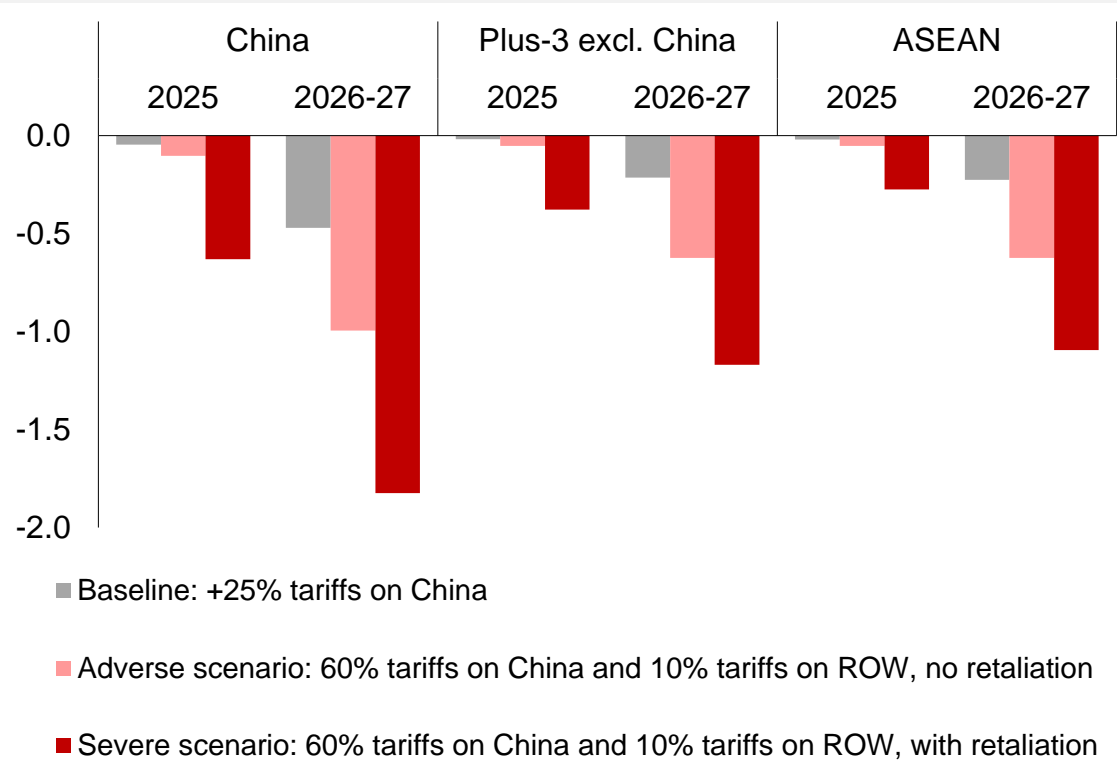 China Plus-3 excl. China ASEAN
2025 2026-27 2025 2026-27 2025 2026-27
0.0
-0.5
-1.0
-1.5
-2.0
Baseline: +25% tariffs on China
Adverse scenario: 60% tariffs on China and 10% tariffs on ROW, no retaliation
Severe scenario: 60% tariffs on China and 10% tariffs on ROW, with retaliation